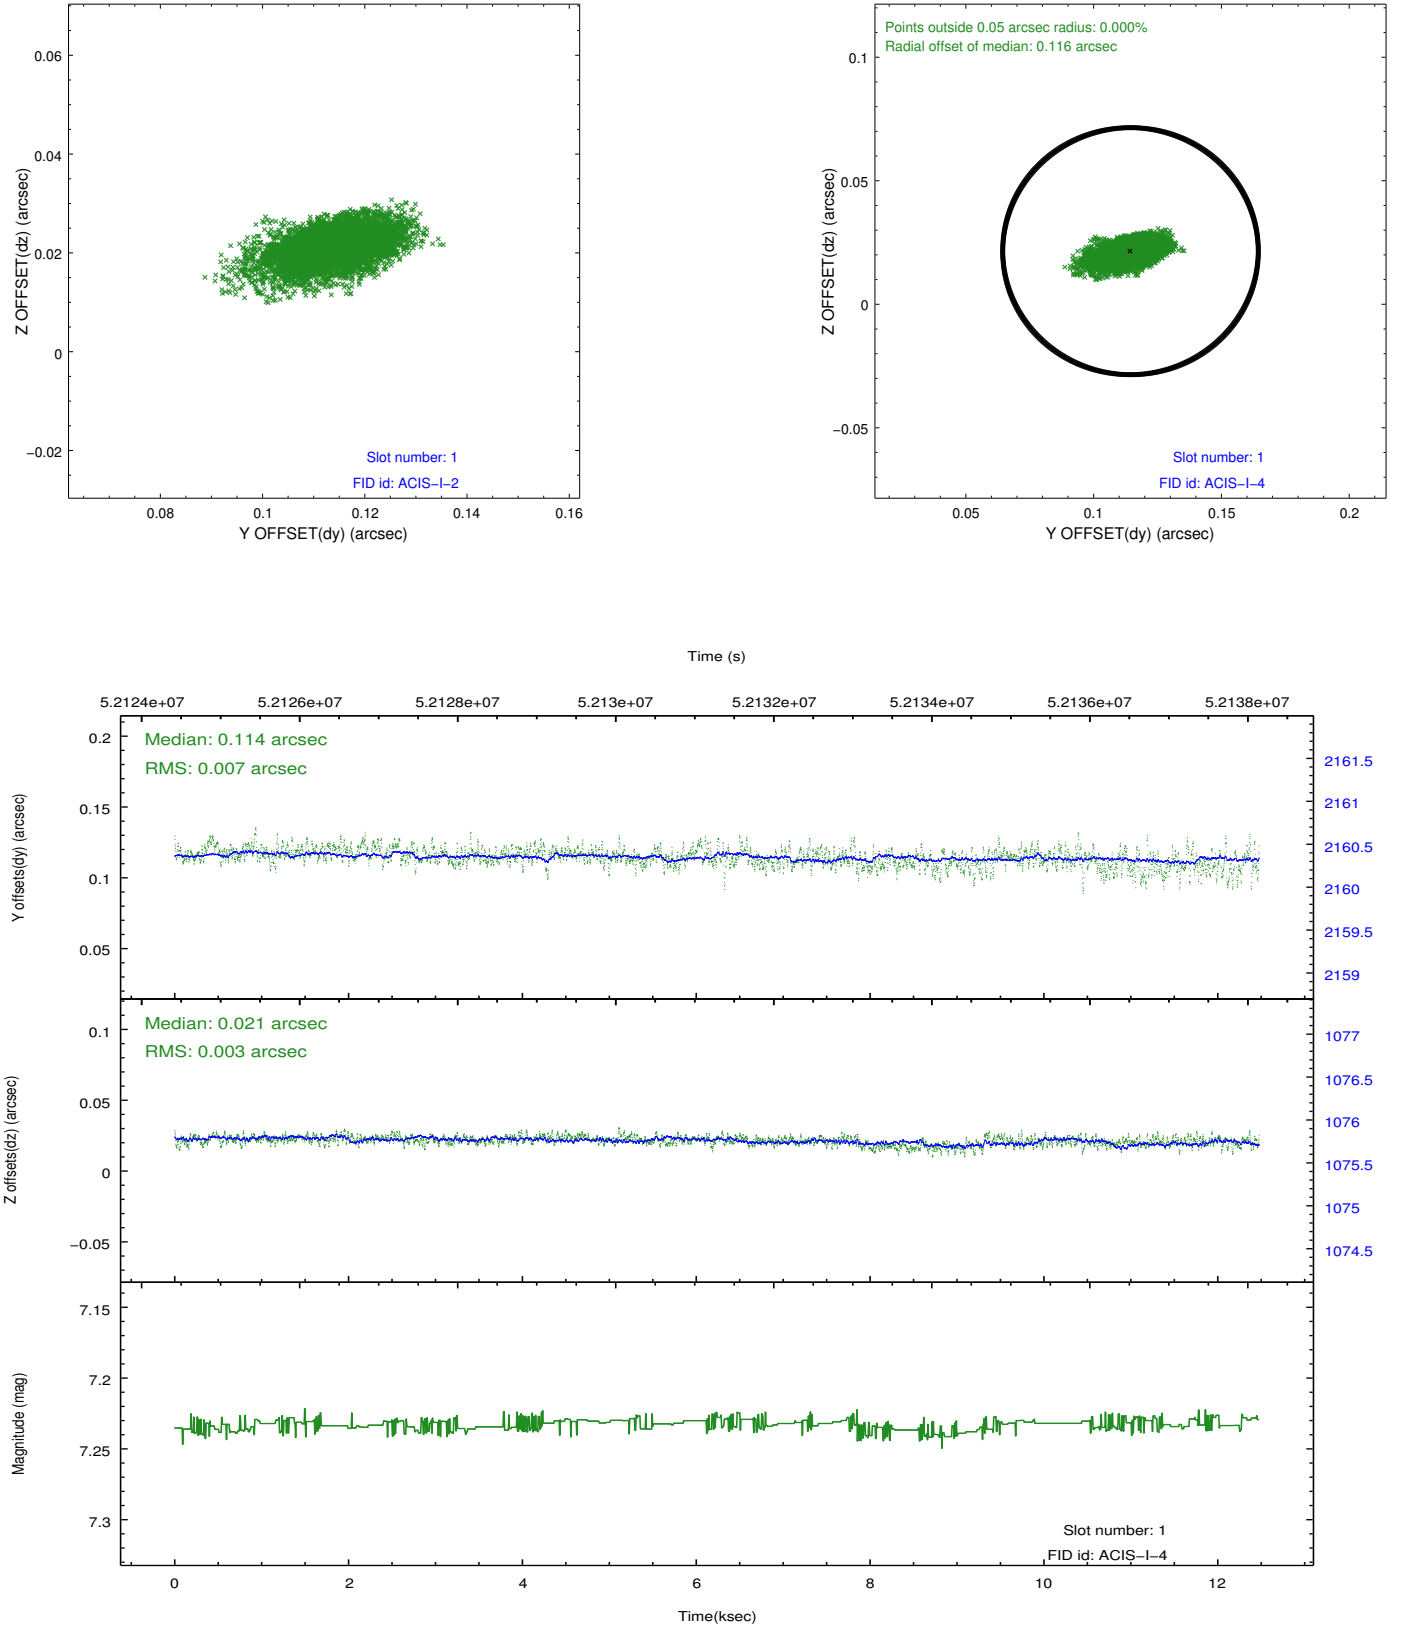 0.06
0.04
0.02
0
−0.02
Z OFFSET(dz) (arcsec)
Slot number: 1
FID id: ACIS−I−2
0.08
0.1
0.12
0.14
0.16
Y OFFSET(dy) (arcsec)
Points outside 0.05 arcsec radius: 0.000%
Radial offset of median: 0.116 arcsec
0.1
0.05
0
−0.05
Z OFFSET(dz) (arcsec)
Slot number: 1
FID id: ACIS−I−4
0.05
0.1
0.15
0.2
Y OFFSET(dy) (arcsec)
Time (s)
5.2124e+07
5.2126e+07
5.2128e+07
5.213e+07
5.2132e+07
5.2134e+07
5.2136e+07
5.2138e+07
Median: 0.114 arcsec
RMS: 0.007 arcsec
0.2
0.15
0.1
0.05
Y offsets(dy) (arcsec)
2161.5
2161
2160.5
2160
2159.5
2159
Median: 0.021 arcsec
RMS: 0.003 arcsec
0.1
0.05
0
−0.05
Z offsets(dz) (arcsec)
1077
1076.5
1076
1075.5
1075
1074.5
7.15
7.2
7.25
7.3
Magnitude (mag)
Slot number: 1
FID id: ACIS−I−4
0
2
4
6
8
10
12
Time(ksec)